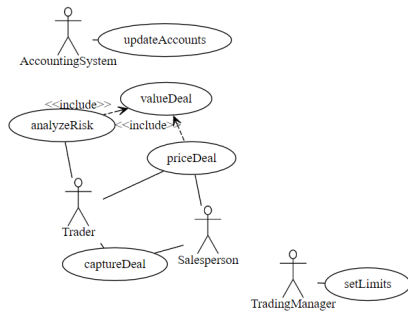 updateAccounts
AccountingSystem
valueDeal
<<include>>
analyzeRisk
<<include>>
priceDeal
Trader
captureDeal
Salesperson
setLimits
TradingManager